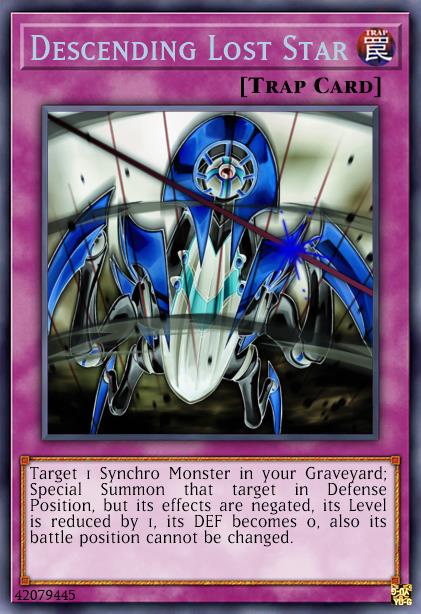 Descending Lost Star
TRAP
罠
[Trap Card]
Target 1 Synchro Monster in your Graveyard;
Special Summon that target in Defense
Position, but its effects are negated, its Level
is reduced by 1, its DEF becomes 0, also its
battle position cannot be changed.
42079445